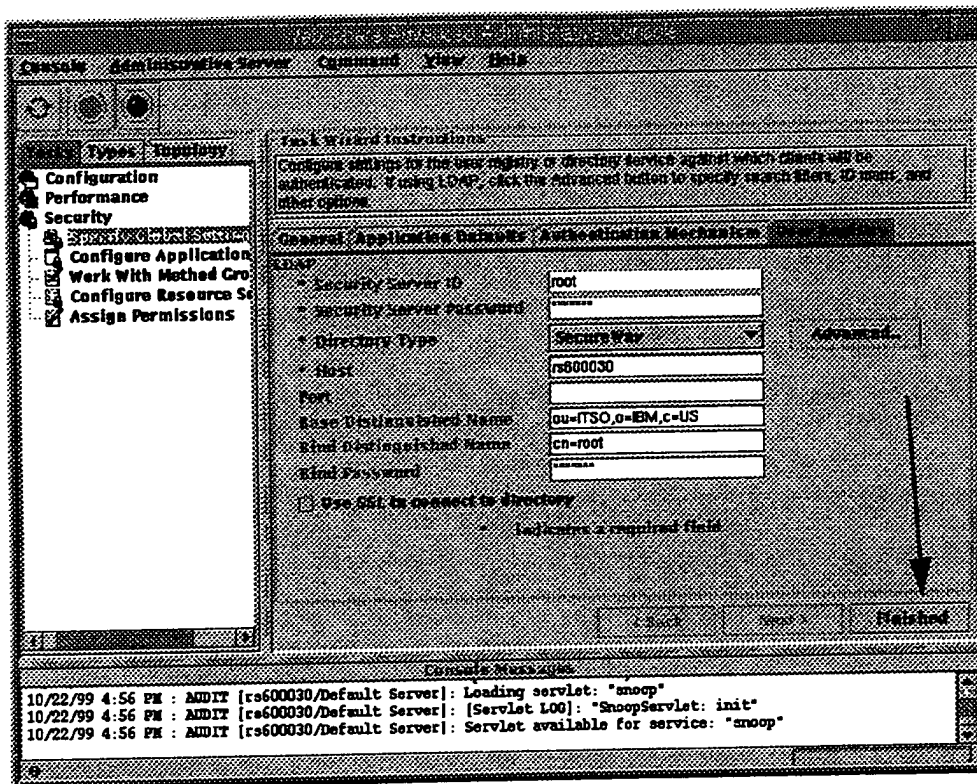 Console Administrative Server Command View Help
Tasks Types Topology
Configuration
Performance
Security
Specify Global Setting
Configure Application
Work With Method Gro
Configure Resource Se
Assign Permissions
Task Wizard Instructions
Configure settings for the user registry or directory service against which clients will be
authenticated. If using LDAP, click the Advanced button to specify search filters, ID maps, and
other options.
General Application Defaults Authentication Mechanism User Registry
LDAP
* Security Server ID root
* Security Server Password *******
* Directory Type SecureWay Advanced...
* Host rs600030
Port
Base Distinguished Name ou=ITSO,o=IBM,c=US
Bind Distinguished Name cn=root
Bind Password *******
Use SSL to connect to directory
* Indicates a required field
< Back Next > Finished
Console Messages
10/22/99 4:56 PM : AUDIT [rs600030/Default Server]: Loading servlet: "snoop"
10/22/99 4:56 PM : AUDIT [rs600030/Default Server]: [Servlet LOG]: "SnoopServlet: init"
10/22/99 4:56 PM : AUDIT [rs600030/Default Server]: Servlet available for service: "snoop"